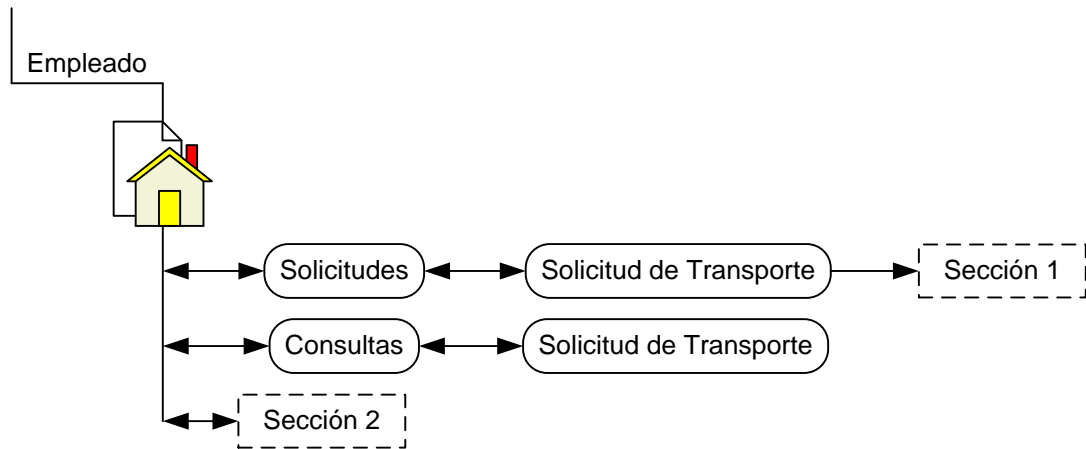 Empleado
Solicitudes
Solicitud de Transporte
Sección 1
Consultas
Solicitud de Transporte
Sección 2